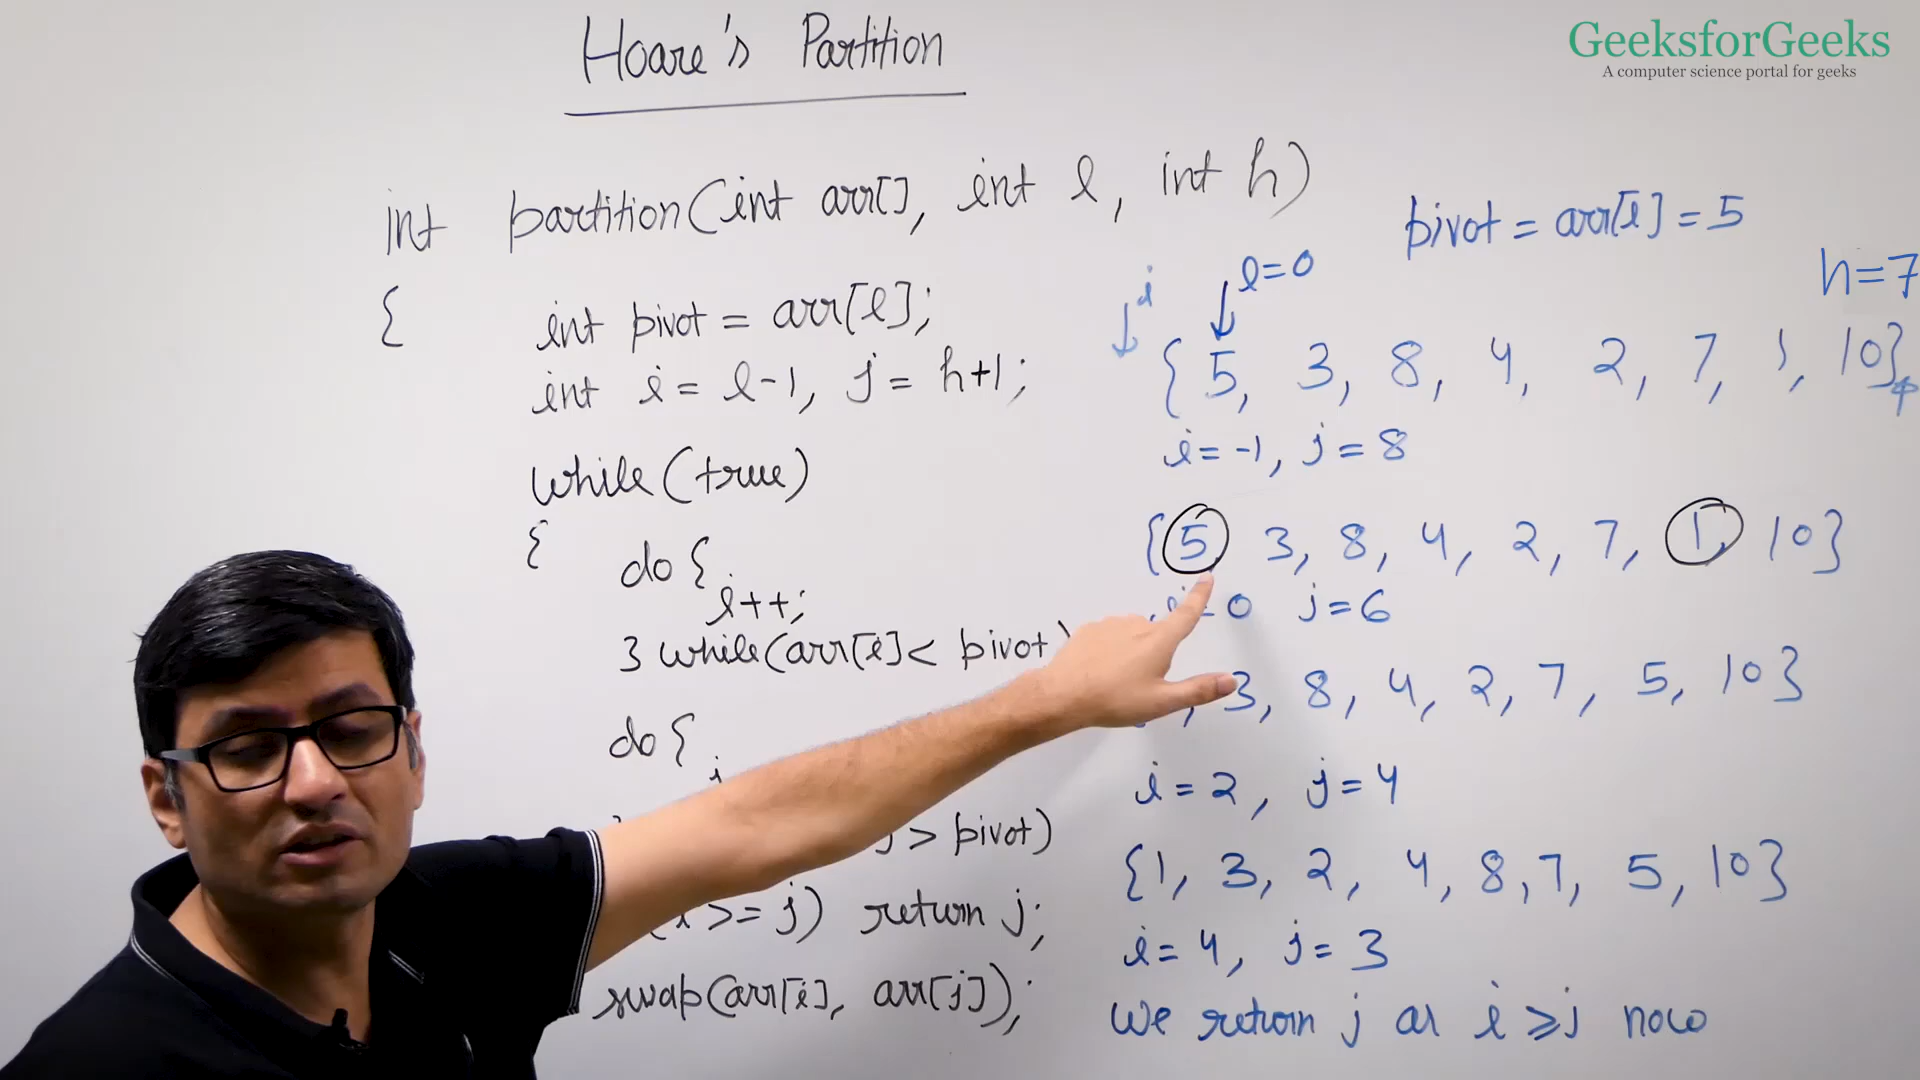 Hoare's Partition
GeeksforGeeks
A computer science portal for geeks
int partition(int arr[], int l, int h)
{
int pivot = arr[l];
int i = l-1, j = h+1;
while(true)
{
do {
i++;
} while(arr[i] < pivot)
do {
> pivot)
>= j) return j;
swap(arr[i], arr[j]);
pivot = arr[l] = 5
i l=0 h=7
{5, 3, 8, 4, 2, 7, 1, 10}
i = -1, j = 8
{5 3, 8, 4, 2, 7, 1, 10}
= 0 j = 6
, 3, 8, 4, 2, 7, 5, 10}
i = 2, j = 4
{1, 3, 2, 4, 8, 7, 5, 10}
i = 4, j = 3
We return j as i >= j now